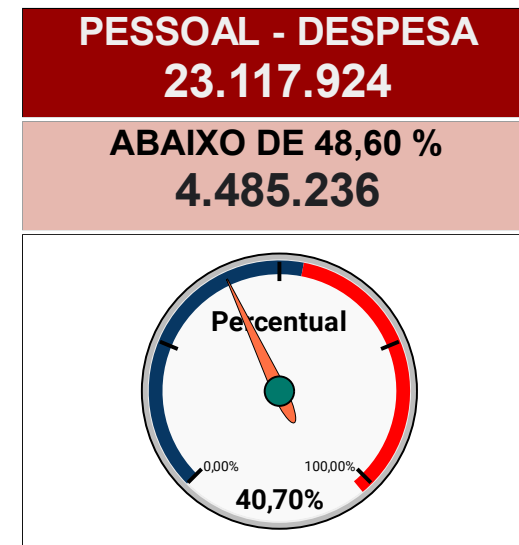 PESSOAL - DESPESA
23.117.924
ABAIXO DE 48,60 %
4.485.236
Percentual
0,00% 100,00%
40,70%